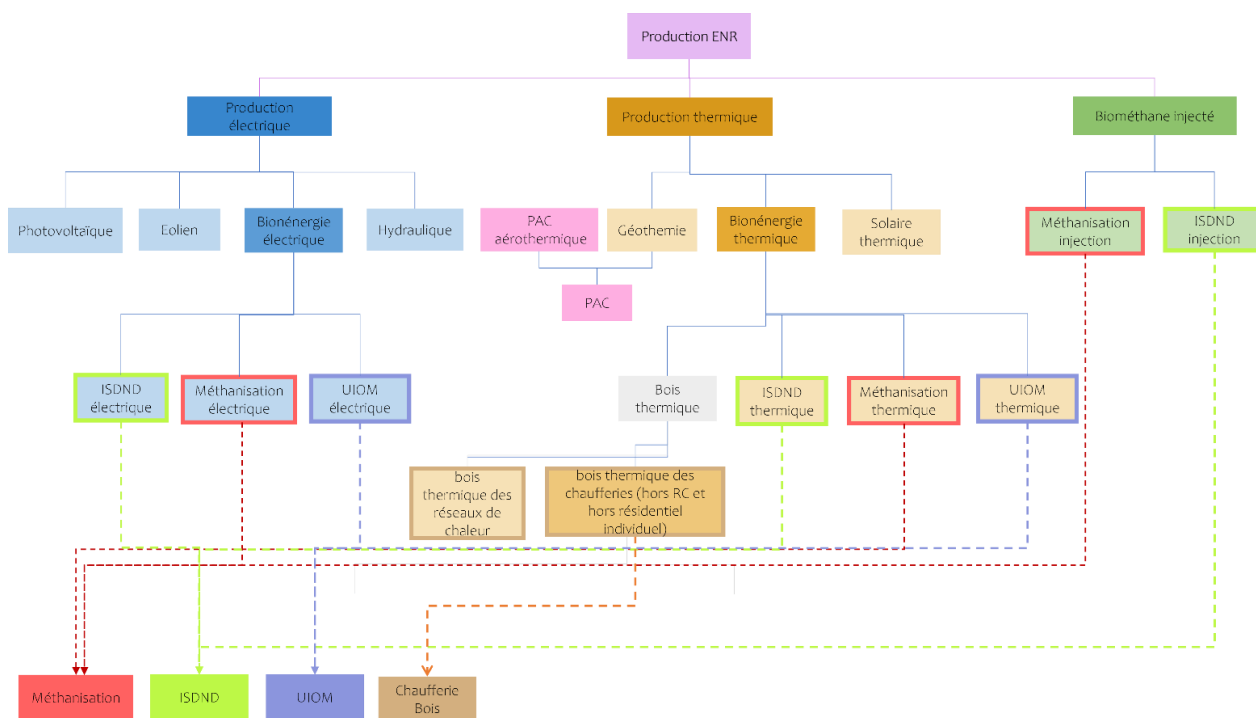 Production ENR
Production
électrique
Production thermique
Biométhane injecté
Photovoltaïque
Eolien
Bionénergie
électrique
Hydraulique
PAC
aérothermique
Géothemie
Bionénergie
thermique
Solaire
thermique
Méthanisation
injection
ISDND
injection
PAC
ISDND
électrique
Méthanisation
électrique
UIOM
électrique
Bois
thermique
ISDND
thermique
Méthanisation
thermique
UIOM
thermique
bois
thermique des
réseaux de
chaleur
bois thermique des
chaufferies (hors RC et
hors résidentiel
individuel)
Méthanisation
ISDND
UIOM
Chaufferie
Bois